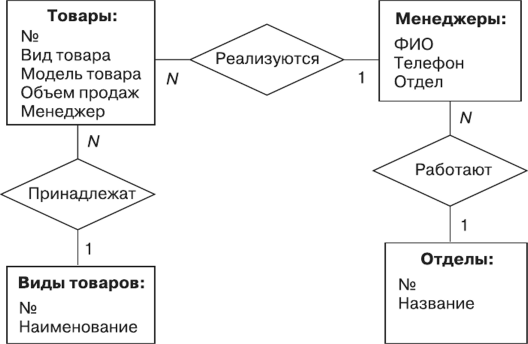 Товары:
№
Вид товара
Модель товара
Объем продаж
Менеджер
N
Реализуются
1
Менеджеры:
ФИО
Телефон
Отдел
N
Принадлежат
1
N
Работают
1
Виды товаров:
№
Наименование
Отделы:
№
Название